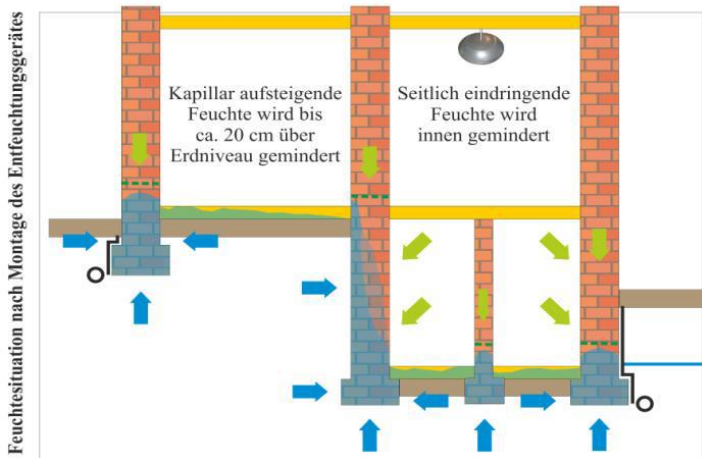 Feuchtesituation nach Montage des Entfeuchtungsgerätes
Kapillar aufsteigende
Feuchte wird bis
ca. 20 cm über
Erdniveau gemindert
Seitlich eindringende
Feuchte wird
innen gemindert